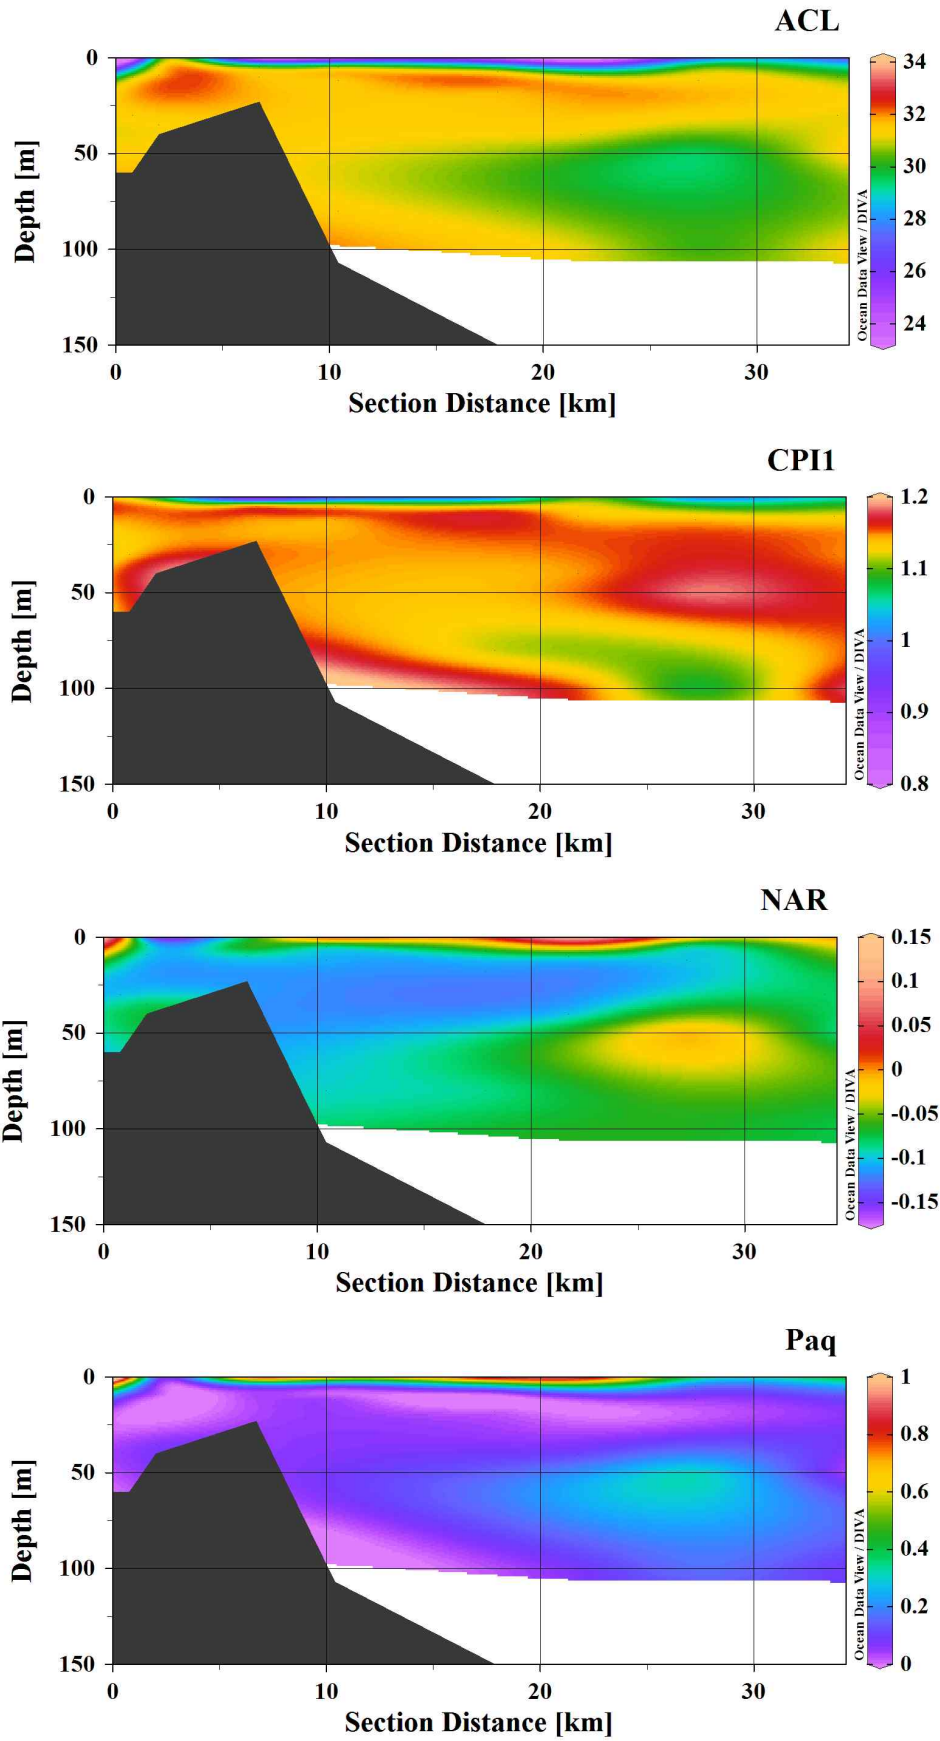 ACL
0
50
100
150
Depth [m]
0 10 20 30
Section Distance [km]
34
32
30
28
26
24
Ocean Data View / DIVA
CPI1
0
50
100
150
Depth [m]
0 10 20 30
Section Distance [km]
1.2
1.1
1
0.9
0.8
Ocean Data View / DIVA
NAR
0
50
100
150
Depth [m]
0 10 20 30
Section Distance [km]
0.15
0.1
0.05
0
-0.05
-0.1
-0.15
Ocean Data View / DIVA
Paq
0
50
100
150
Depth [m]
0 10 20 30
Section Distance [km]
1
0.8
0.6
0.4
0.2
0
Ocean Data View / DIVA